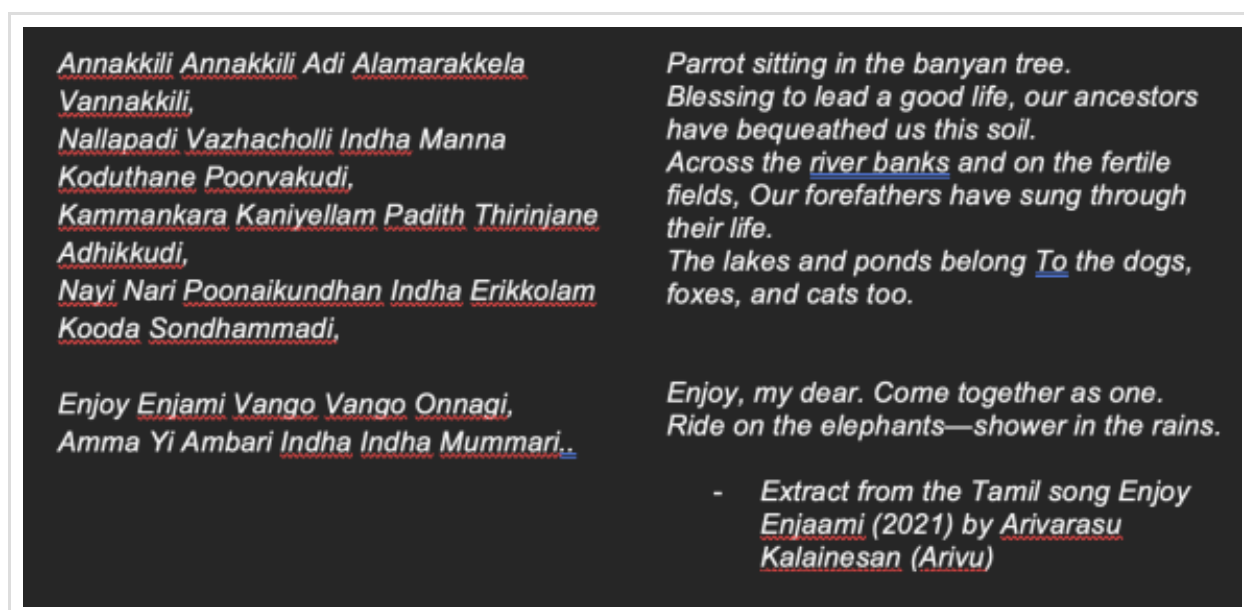 Annakkili Annakkili Adi Alamarakkela
Vannakkili,
Nallapadi Vazhacholli Indha Manna
Koduthane Poorvakudi,
Kammankara Kaniyellam Padith Thirinjane
Adhikkudi,
Nayi Nari Poonaikundhan Indha Erikkolam
Kooda Sondhammadi,
Enjoy Enjami Vango Vango Onnagi,
Amma Yi Ambari Indha Indha Mummari..
Parrot sitting in the banyan tree.
Blessing to lead a good life, our ancestors
have bequeathed us this soil.
Across the river banks and on the fertile
fields, Our forefathers have sung through
their life.
The lakes and ponds belong To the dogs,
foxes, and cats too.
Enjoy, my dear. Come together as one.
Ride on the elephants—shower in the rains.
- Extract from the Tamil song Enjoy
Enjaami (2021) by Arivarasu
Kalainesan (Arivu)